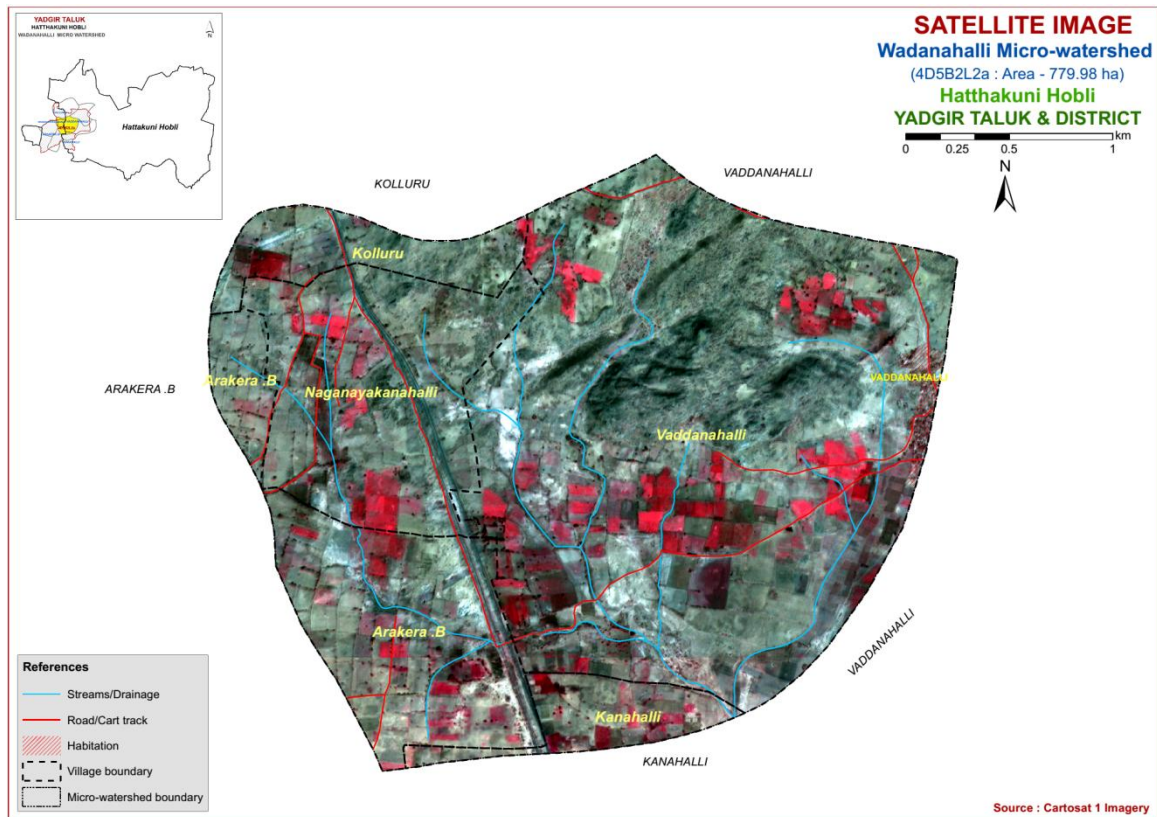 YADGIR TALUK
HATTHAKUNI HOBLI
WADANAHALLI MICRO WATERSHED
N
Hattakuni Hobli
SATELLITE IMAGE
Wadanahalli Micro-watershed
(4D5B2L2a : Area - 779.98 ha)
Hatthakuni Hobli
YADGIR TALUK & DISTRICT
km
0 0.25 0.5 1
N
KOLLURU
VADDANAHALLI
Kolluru
ARAKERA .B
Arakera .B
Naganayakanahalli
VADDANAHALLI
Vaddanahalli
Arakera .B
VADDANAHALLI
Kanahalli
KANAHALLI
References
Streams/Drainage
Road/Cart track
Habitation
Village boundary
Micro-watershed boundary
Source : Cartosat 1 Imagery